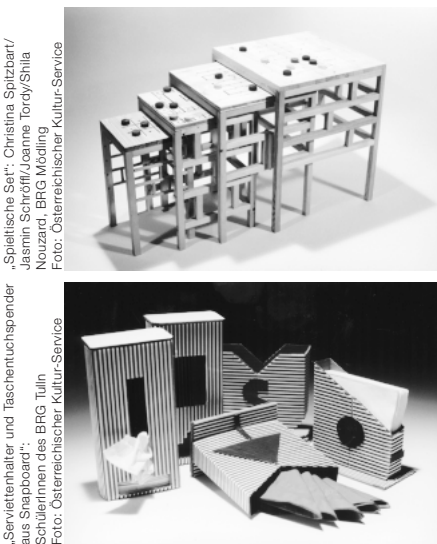 „Spieltische Set“: Christina Spitzbart/
Jasmin Schröffl/Joanne Tordy/Shila
Nouzard, BRG Mödling
Foto: Österreichischer Kultur-Service
„Serviettenhalter und Taschentuchspender
aus Snapboard“:
SchülerInnen des BRG Tulln
Foto: Österreichischer Kultur-Service